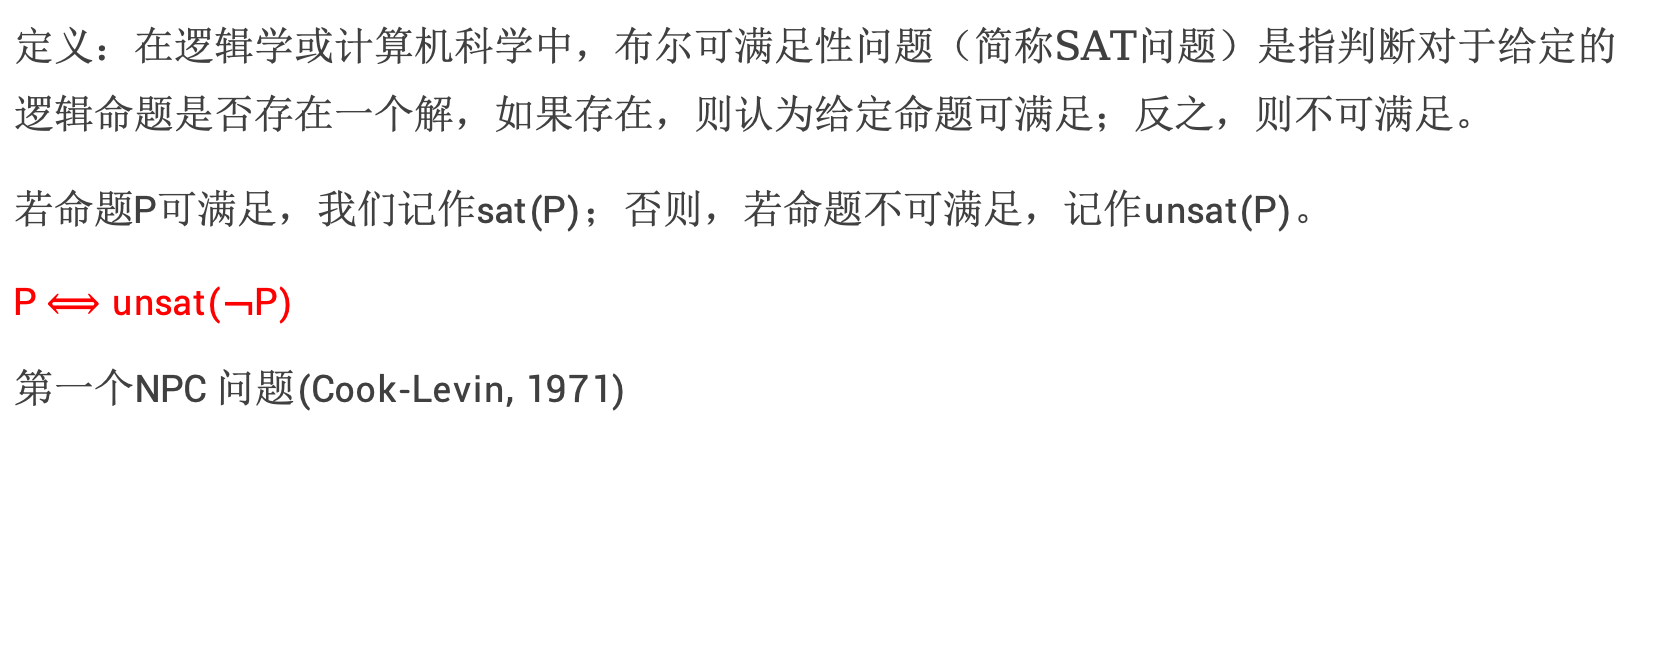 定义：在逻辑学或计算机科学中，布尔可满足性问题（简称SAT问题）是指判断对于给定的
逻辑命题是否存在一个解，如果存在，则认为给定命题可满足；反之，则不可满足。
若命题P可满足，我们记作sat(P)；否则，若命题不可满足，记作unsat(P)。
P ⟺ unsat(¬P)
第一个NPC 问题(Cook-Levin, 1971)